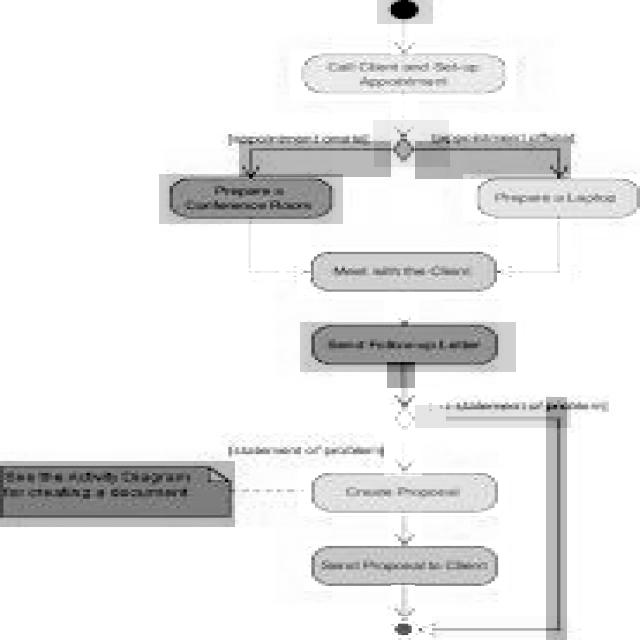 Call Client and Set-up
Appointment
[appointment onsite]
[appointment offsite]
Prepare a
Conference Room
Prepare a Laptop
Meet with the Client
Send Follow-up Letter
statement of problem]
[statement of problem]
See the Activity Diagram
for creating a document
Create Proposal
Send Proposal to Client